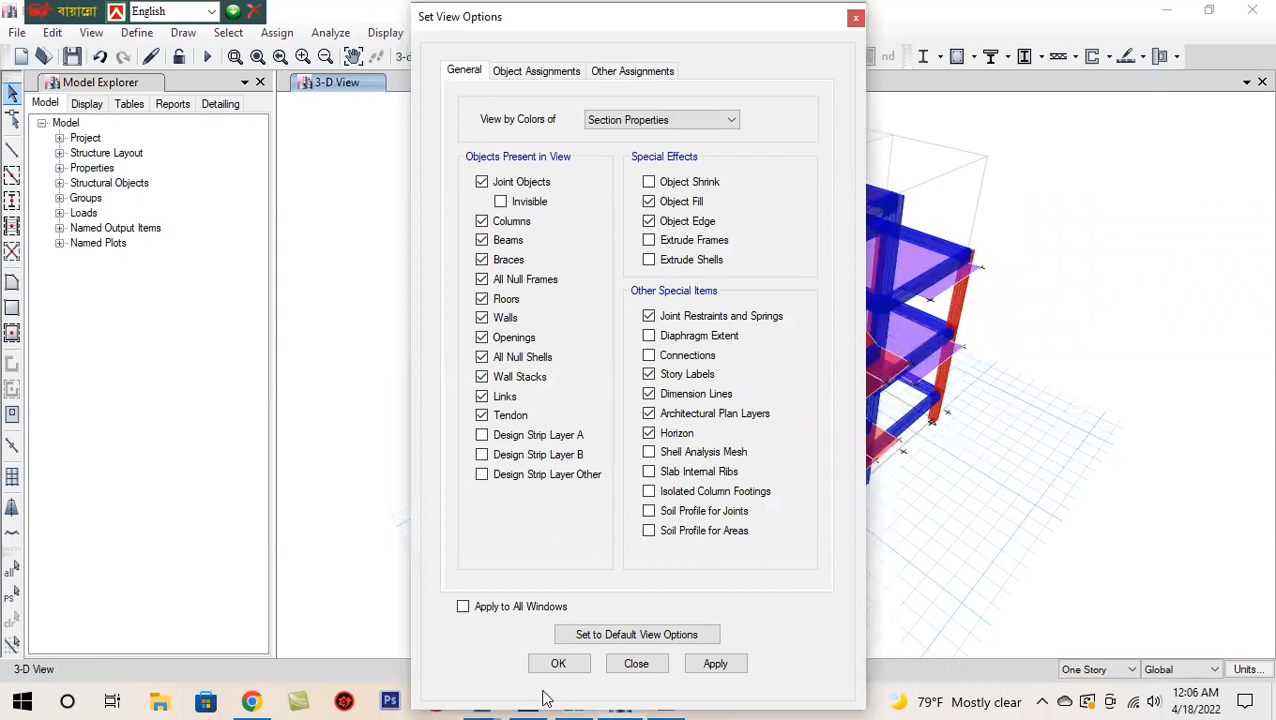 Set View Options
বায়ান্নো
English
File Edit View Define Draw Select Assign Analyze Display
3-d
nd
Model Explorer
3-D View
Model Display Tables Reports Detailing
Model
Project
Structure Layout
Properties
Structural Objects
Groups
Loads
Named Output Items
Named Plots
General Object Assignments Other Assignments
View by Colors of Section Properties
Objects Present in View
Joint Objects
Invisible
Columns
Beams
Braces
All Null Frames
Floors
Walls
Openings
All Null Shells
Wall Stacks
Links
Tendon
Design Strip Layer A
Design Strip Layer B
Design Strip Layer Other
Special Effects
Object Shrink
Object Fill
Object Edge
Extrude Frames
Extrude Shells
Other Special Items
Joint Restraints and Springs
Diaphragm Extent
Connections
Story Labels
Dimension Lines
Architectural Plan Layers
Horizon
Shell Analysis Mesh
Slab Internal Ribs
Isolated Column Footings
Soil Profile for Joints
Soil Profile for Areas
Apply to All Windows
Set to Default View Options
OK Close Apply
all
PS
clr
3-D View
One Story Global Units...
Ps
79°F Mostly clear
12:06 AM
4/18/2022